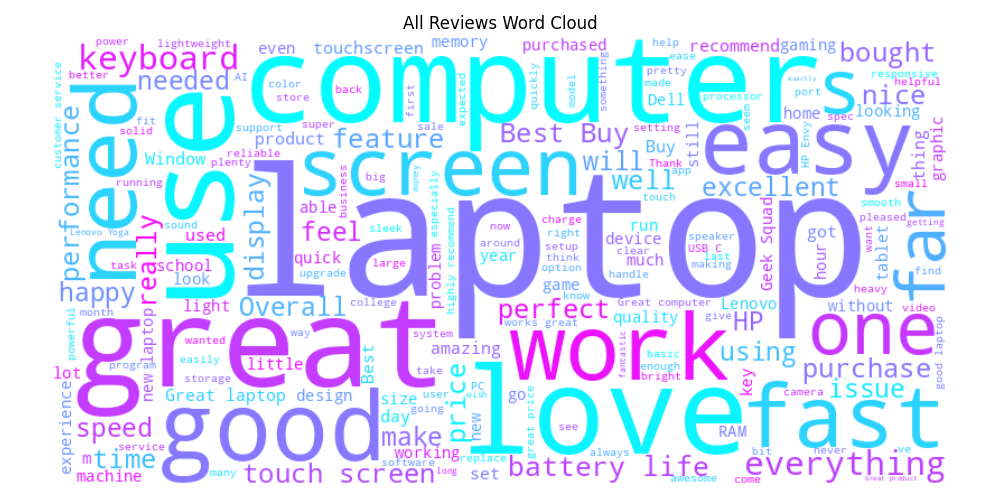 All Reviews Word Cloud
power
lightweight
keyboard
better
AI
needed
even
touchscreen
memory
purchased
help
ease
recommend
gaming
bought
computer
s
color
store
back
first
expected
quickly
model
something
pretty
made
Dell
processor
port
exactly
spec
home
looking
responsive
helpful
nice
customer service
solid
fit
need
use
support
super
sale
product
feature
Best Buy
setting
still
Buy
seem
HP Envy
easy
thing
graphic
performance
Window
reliable
plenty
running
screen
will
well
Thank
app
touch
excellent
small
smooth
pleased
getting
want
far
display
able
business
big
money
especially
laptop
Lenovo Yoga
task
really
school
used
sound
look
feel
sleek
quick
upgrade
large
problem
highly recommend
now
around
year
charge
right
setup
think
option
know
run
device
much
clear
handle
speaker
USB C
last
making
Geek Squad
got
hour
tablet
heavy
find
happy
month
light
Overall
college
game
perfect
works great
Great computer
quality
give
Lenovo
HP
without
video
one
powerful
program
new laptop
great
wanted
easily
way
system
little
Best
take
amazing
work
fantastic
basic
enough
bright
using
key
purchase
good laptop
lot
storage
experience
Great laptop
design
size
day
user
going
price
PC
wish
new
go
great price
love
see
camera
issue
fast
speed
good
make
working
software
replace
RAM
bit
never
ve
time
m
service
machine
many
touch screen
long
set
battery life
always
awesome
come
everything
Great product